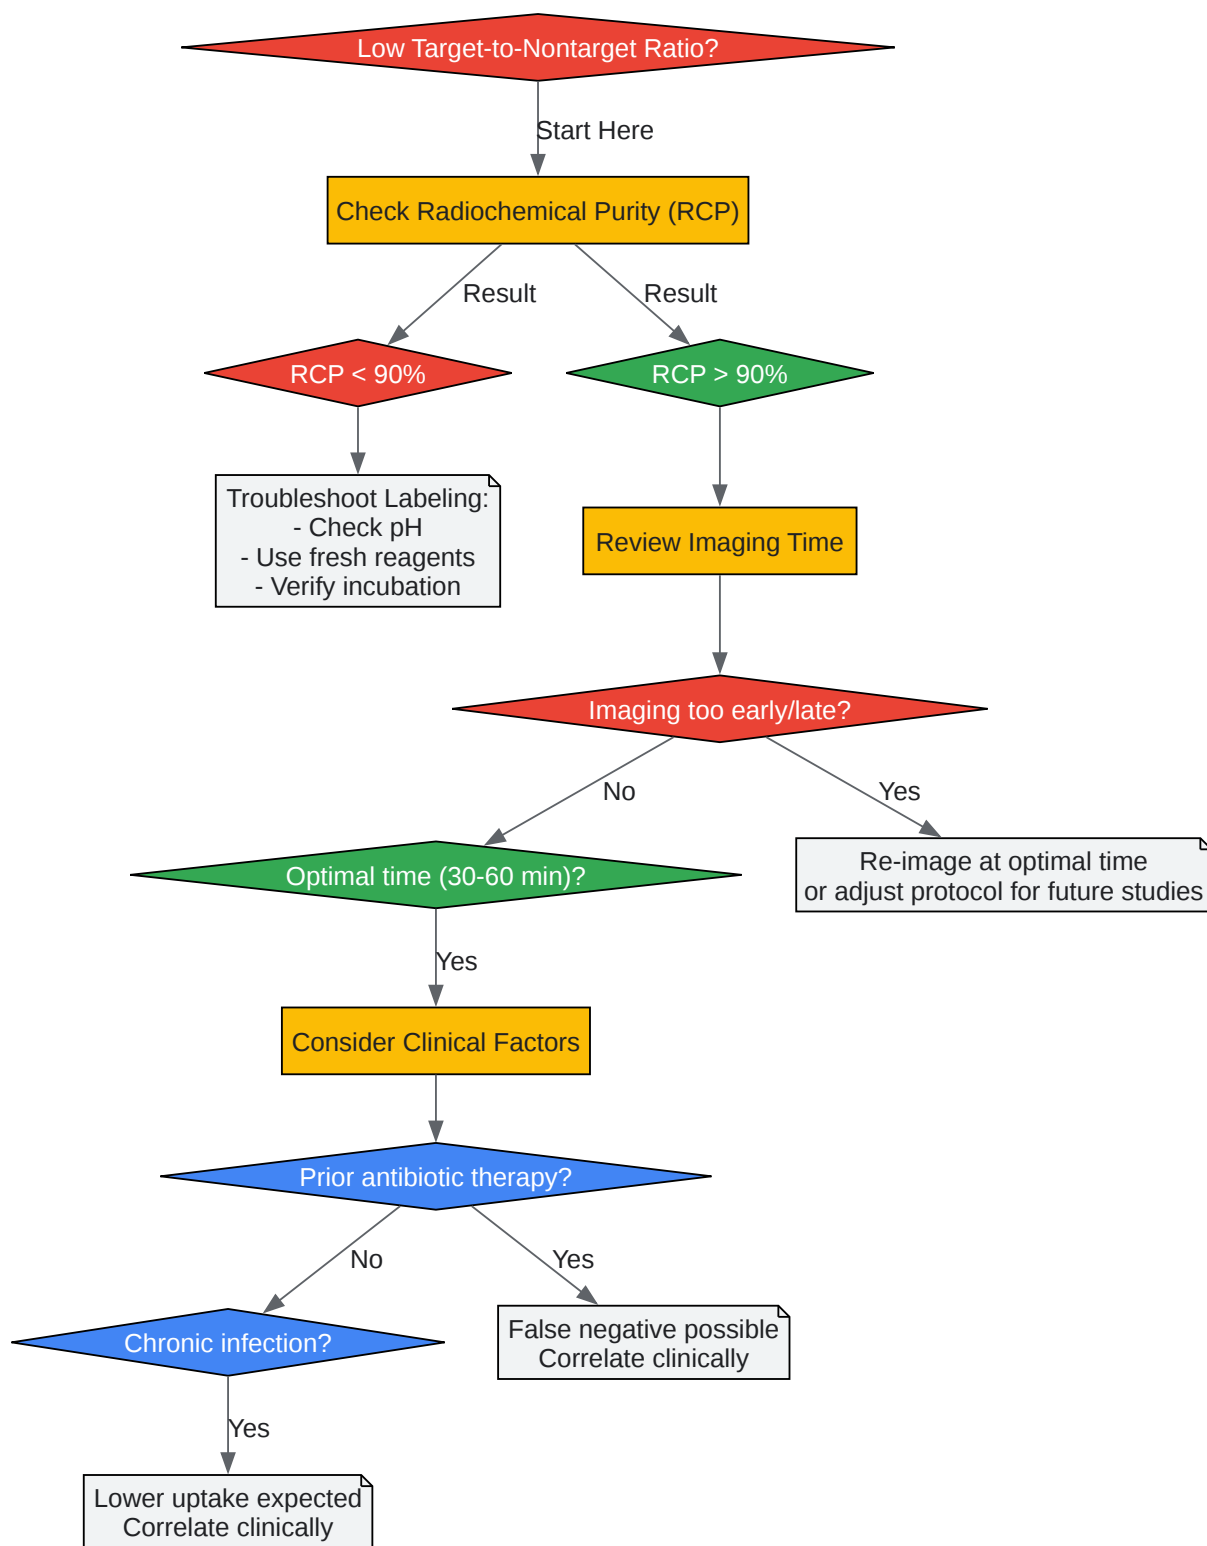 Low Target-to-Nontarget Ratio?
Start Here
Check Radiochemical Purity (RCP)
Result
Result
RCP < 90%
RCP > 90%
Troubleshoot Labeling:
- Check pH
- Use fresh reagents
- Verify incubation
Review Imaging Time
Imaging too early/late?
No
Yes
Optimal time (30-60 min)?
Re-image at optimal time
or adjust protocol for future studies
Yes
Consider Clinical Factors
Prior antibiotic therapy?
No
Yes
Chronic infection?
False negative possible
Correlate clinically
Yes
Lower uptake expected
Correlate clinically